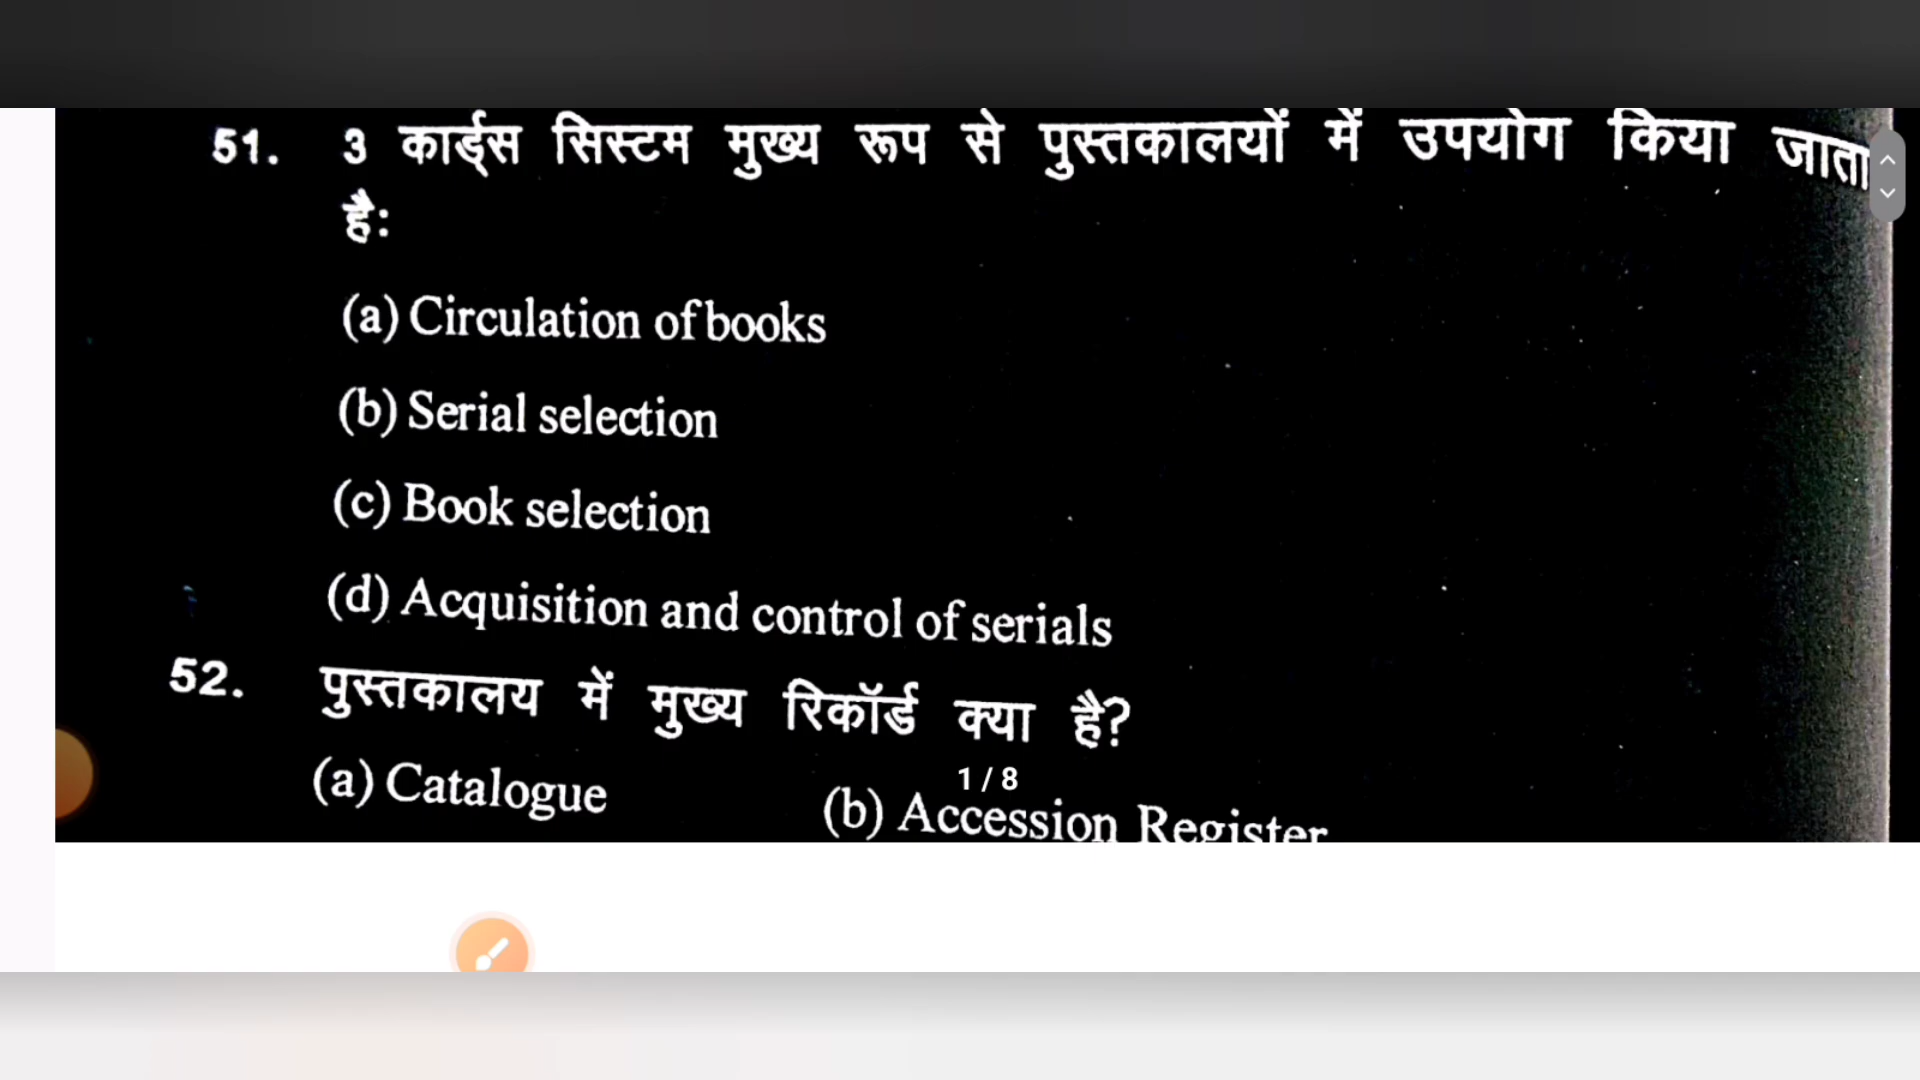 51. 3 कार्ड्स सिस्टम मुख्य रूप से पुस्तकालयों में उपयोग किया जाता
है:
(a) Circulation of books
(b) Serial selection
(c) Book selection
(d) Acquisition and control of serials
52. पुस्तकालय में मुख्य रिकॉर्ड क्या है?
1 / 8
(a) Catalogue (b) Accession Register